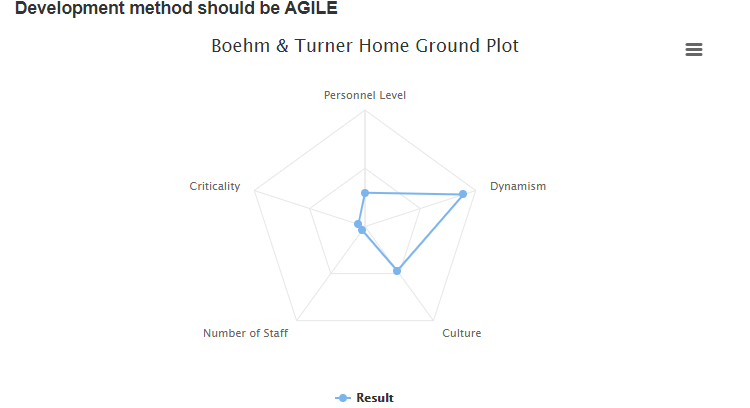 Development method should be AGILE
Boehm & Turner Home Ground Plot
Personnel Level
Criticality
Dynamism
Number of Staff
Culture
Result